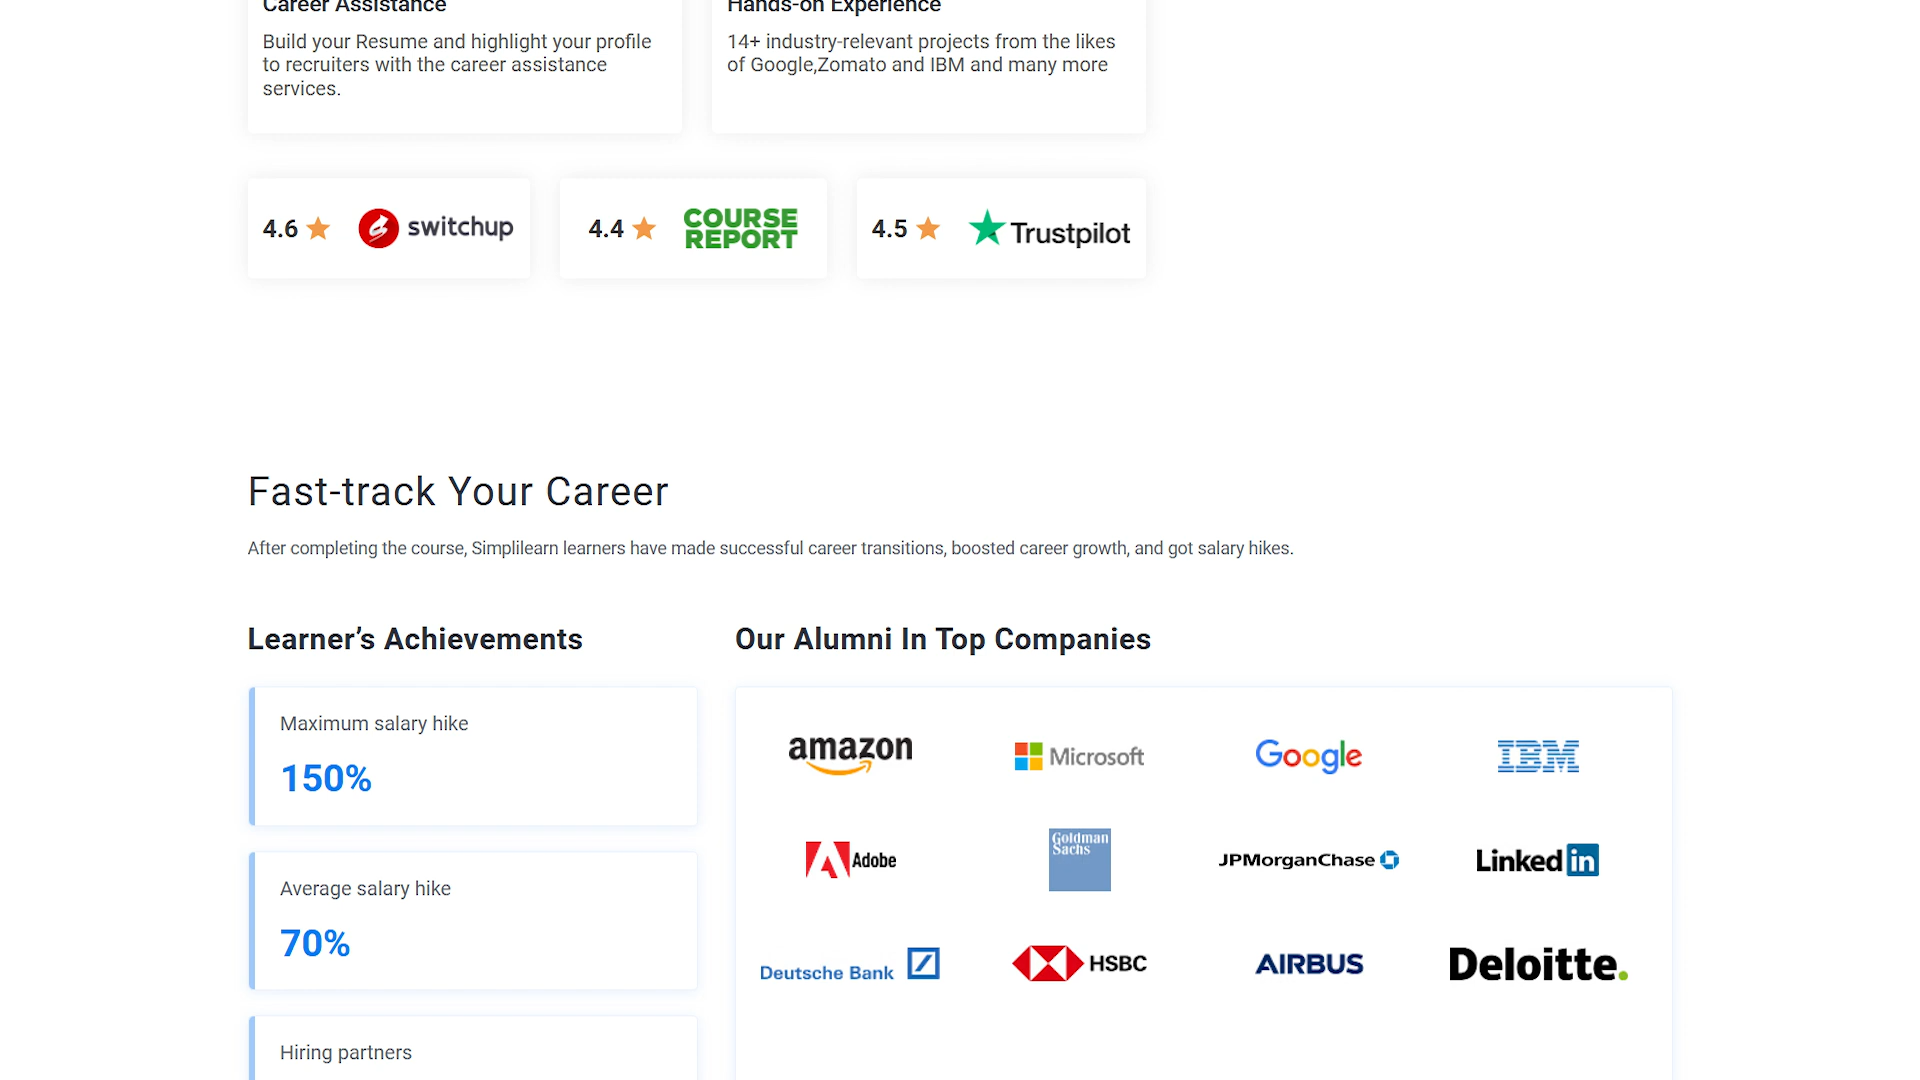 Career Assistance
Build your Resume and highlight your profile
to recruiters with the career assistance
services.
Hands-on Experience
14+ industry-relevant projects from the likes
of Google,Zomato and IBM and many more
4.6 switchup
4.4 COURSE
REPORT
4.5 Trustpilot
Fast-track Your Career
After completing the course, Simplilearn learners have made successful career transitions, boosted career growth, and got salary hikes.
Learner’s Achievements
Maximum salary hike
150%
Average salary hike
70%
Hiring partners
Our Alumni In Top Companies
amazon Microsoft Google IBM
Adobe Goldman
Sachs JPMorganChase Linked in
Deutsche Bank HSBC AIRBUS Deloitte.